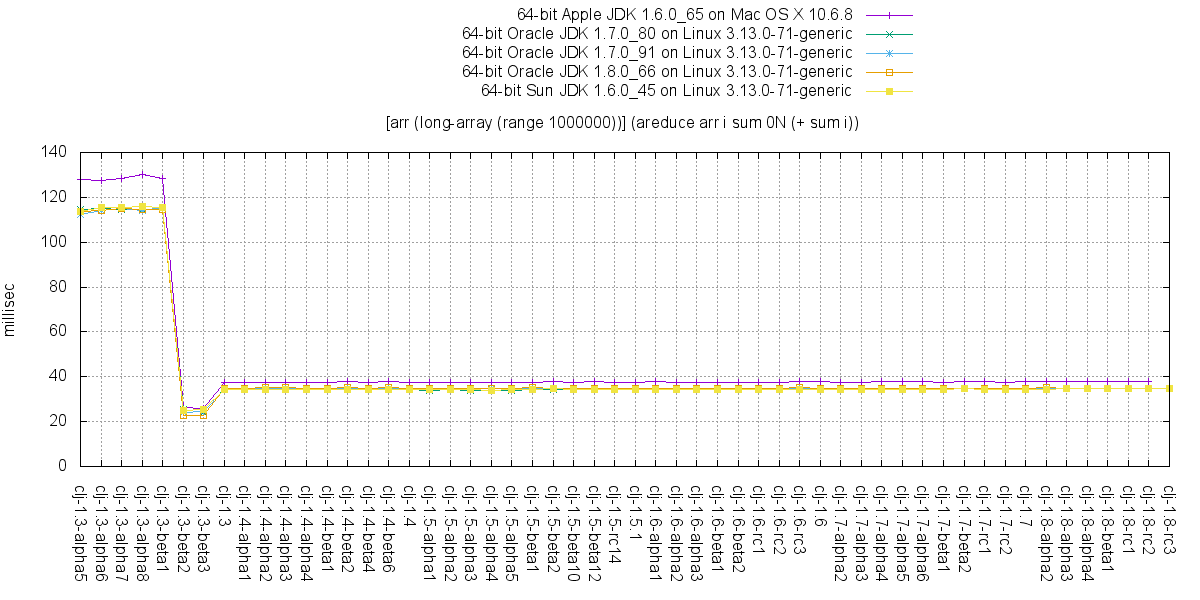 64-bit Apple JDK 1.6.0_65 on Mac OS X 10.6.8
64-bit Oracle JDK 1.7.0_80 on Linux 3.13.0-71-generic
64-bit Oracle JDK 1.7.0_91 on Linux 3.13.0-71-generic
64-bit Oracle JDK 1.8.0_66 on Linux 3.13.0-71-generic
64-bit Sun JDK 1.6.0_45 on Linux 3.13.0-71-generic
[arr (long-array (range 1000000))] (areduce arr i sum 0N (+ sum i))
140
120
100
80
60
40
20
0
millisec
clj-1.3-alpha5
clj-1.3-alpha6
clj-1.3-alpha7
clj-1.3-alpha8
clj-1.3-beta1
clj-1.3-beta2
clj-1.3-beta3
clj-1.3
clj-1.4-alpha1
clj-1.4-alpha2
clj-1.4-alpha3
clj-1.4-alpha4
clj-1.4-beta1
clj-1.4-beta2
clj-1.4-beta4
clj-1.4-beta6
clj-1.4
clj-1.5-alpha1
clj-1.5-alpha2
clj-1.5-alpha3
clj-1.5-alpha4
clj-1.5-alpha5
clj-1.5-beta1
clj-1.5-beta2
clj-1.5-beta10
clj-1.5-beta12
clj-1.5-rc14
clj-1.5.1
clj-1.6-alpha1
clj-1.6-alpha2
clj-1.6-alpha3
clj-1.6-beta1
clj-1.6-beta2
clj-1.6-rc1
clj-1.6-rc2
clj-1.6-rc3
clj-1.6
clj-1.7-alpha2
clj-1.7-alpha3
clj-1.7-alpha4
clj-1.7-alpha5
clj-1.7-alpha6
clj-1.7-beta1
clj-1.7-beta2
clj-1.7-rc1
clj-1.7-rc2
clj-1.7
clj-1.8-alpha2
clj-1.8-alpha3
clj-1.8-alpha4
clj-1.8-beta1
clj-1.8-rc1
clj-1.8-rc2
clj-1.8-rc3